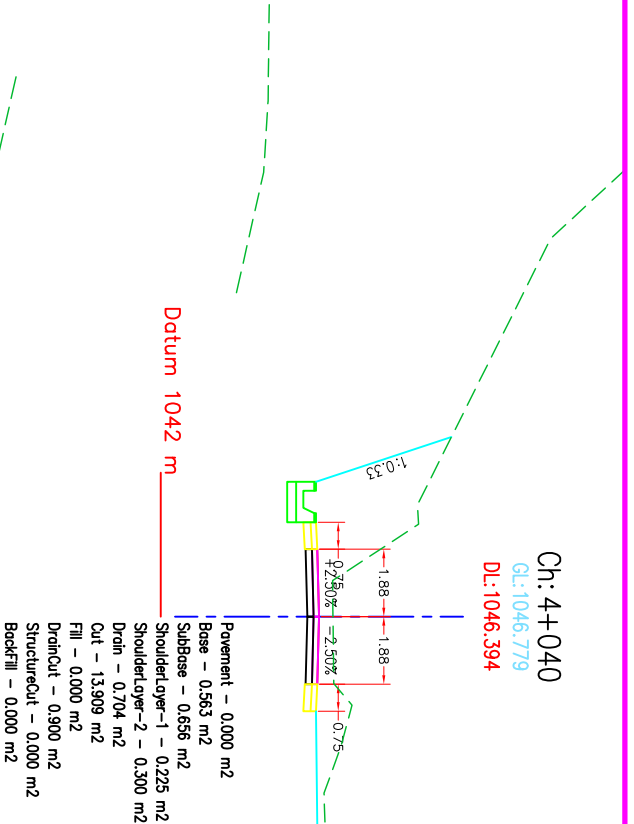 Ch: 4+040
GL:1046.779
DL:1046.394
1:0.33
1.88
1.88
0.75
0.75
+2.50%
-2.50%
Datum 1042 m
Pavement - 0.000 m2
Base - 0.563 m2
SubBase - 0.656 m2
ShoulderLayer-1 - 0.225 m2
ShoulderLayer-2 - 0.300 m2
Drain - 0.704 m2
Cut - 13.909 m2
Fill - 0.000 m2
DrainCut - 0.900 m2
StructureCut - 0.000 m2
BackFill - 0.000 m2